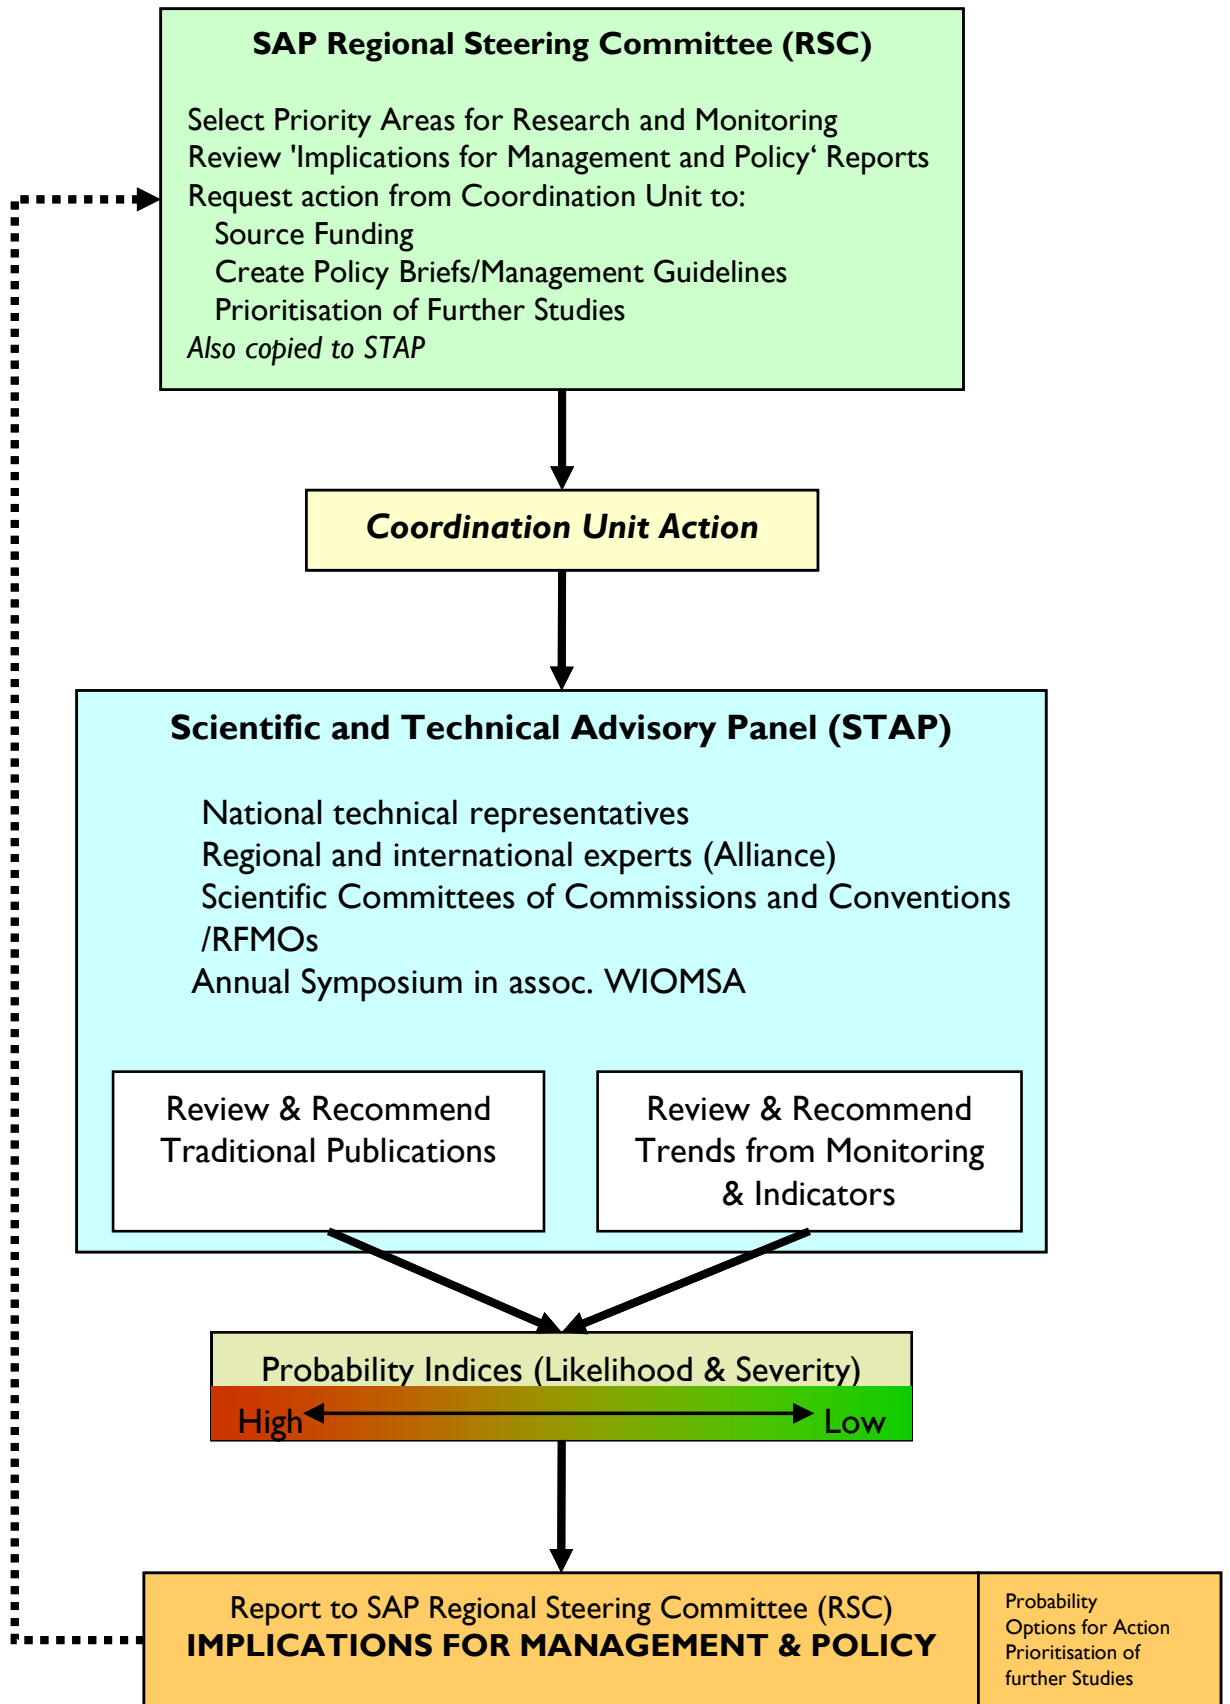 SAP Regional Steering Committee (RSC)
Select Priority Areas for Research and Monitoring
Review 'Implications for Management and Policy‘ Reports
Request action from Coordination Unit to:
Source Funding
Create Policy Briefs/Management Guidelines
Prioritisation of Further Studies
Also copied to STAP
Coordination Unit Action
Scientific and Technical Advisory Panel (STAP)
National technical representatives
Regional and international experts (Alliance)
Scientific Committees of Commissions and Conventions
/RFMOs
Annual Symposium in assoc. WIOMSA
Review & Recommend
Traditional Publications
Review & Recommend
Trends from Monitoring
& Indicators
Probability Indices (Likelihood & Severity)
High Low
Report to SAP Regional Steering Committee (RSC)
IMPLICATIONS FOR MANAGEMENT & POLICY
Probability
Options for Action
Prioritisation of
further Studies